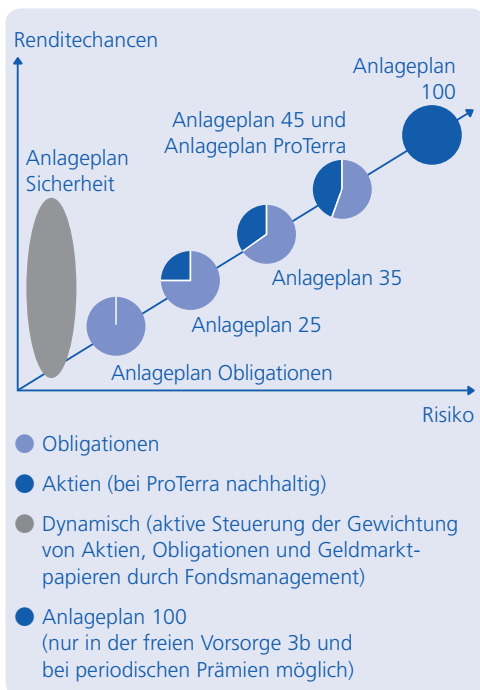 Renditechancen
Anlageplan
100
Anlageplan 45 und
Anlageplan ProTerra
Anlageplan
Sicherheit
Anlageplan 35
Anlageplan 25
Anlageplan Obligationen
Risiko
Obligationen
Aktien (bei ProTerra nachhaltig)
Dynamisch (aktive Steuerung der Gewichtung
von Aktien, Obligationen und Geldmarkt-
papieren durch Fondsmanagement)
Anlageplan 100
(nur in der freien Vorsorge 3b und
bei periodischen Prämien möglich)